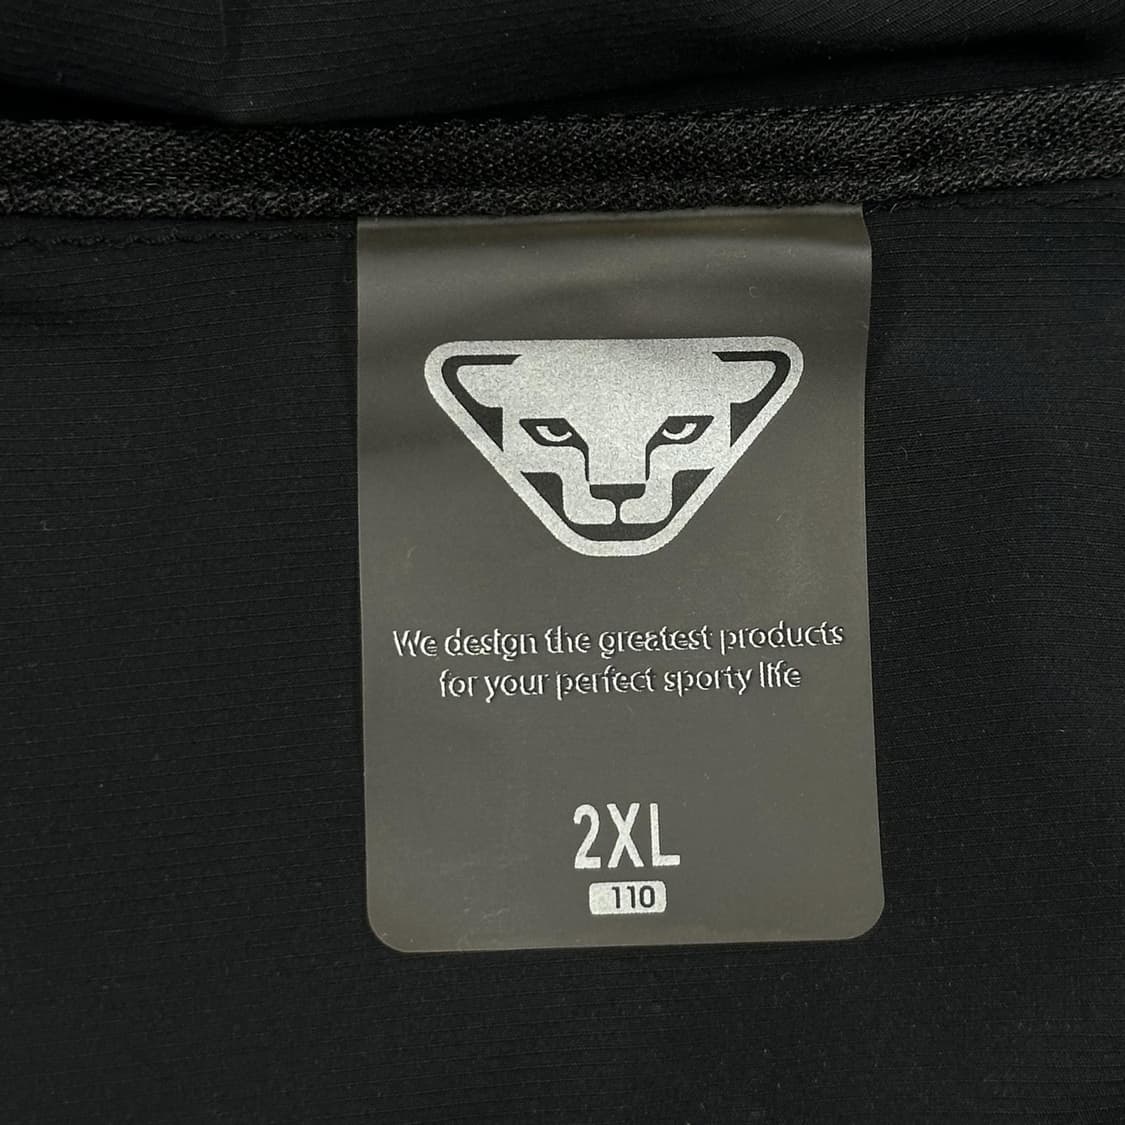 We design the greatest products
for your perfect sporty life
2XL
110